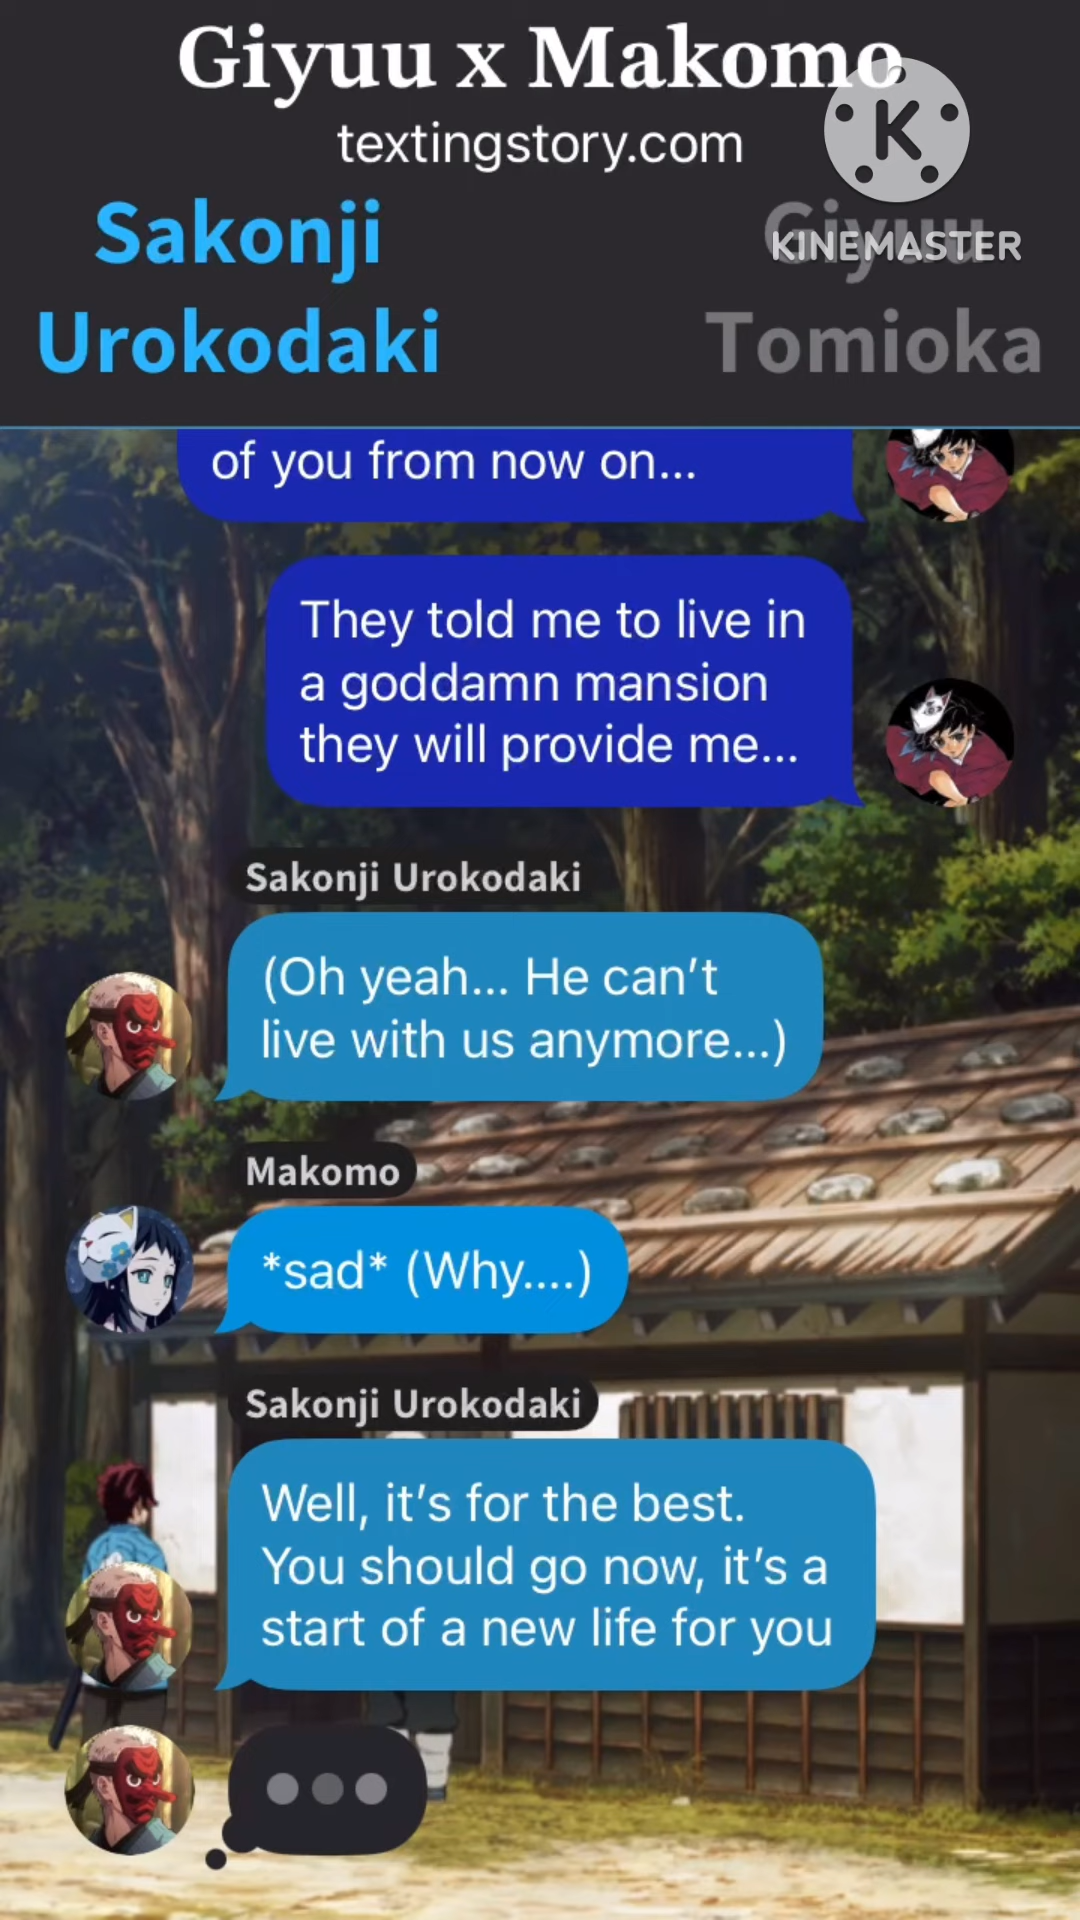 Giyuu x Makomo
K
textingstory.com
Sakonji
Urokodaki
Giyuu
Tomioka
KINEMASTER
of you from now on...
They told me to live in
a goddamn mansion
they will provide me...
Sakonji Urokodaki
(Oh yeah... He can’t
live with us anymore...)
Makomo
*sad* (Why....)
Sakonji Urokodaki
Well, it’s for the best.
You should go now, it’s a
start of a new life for you